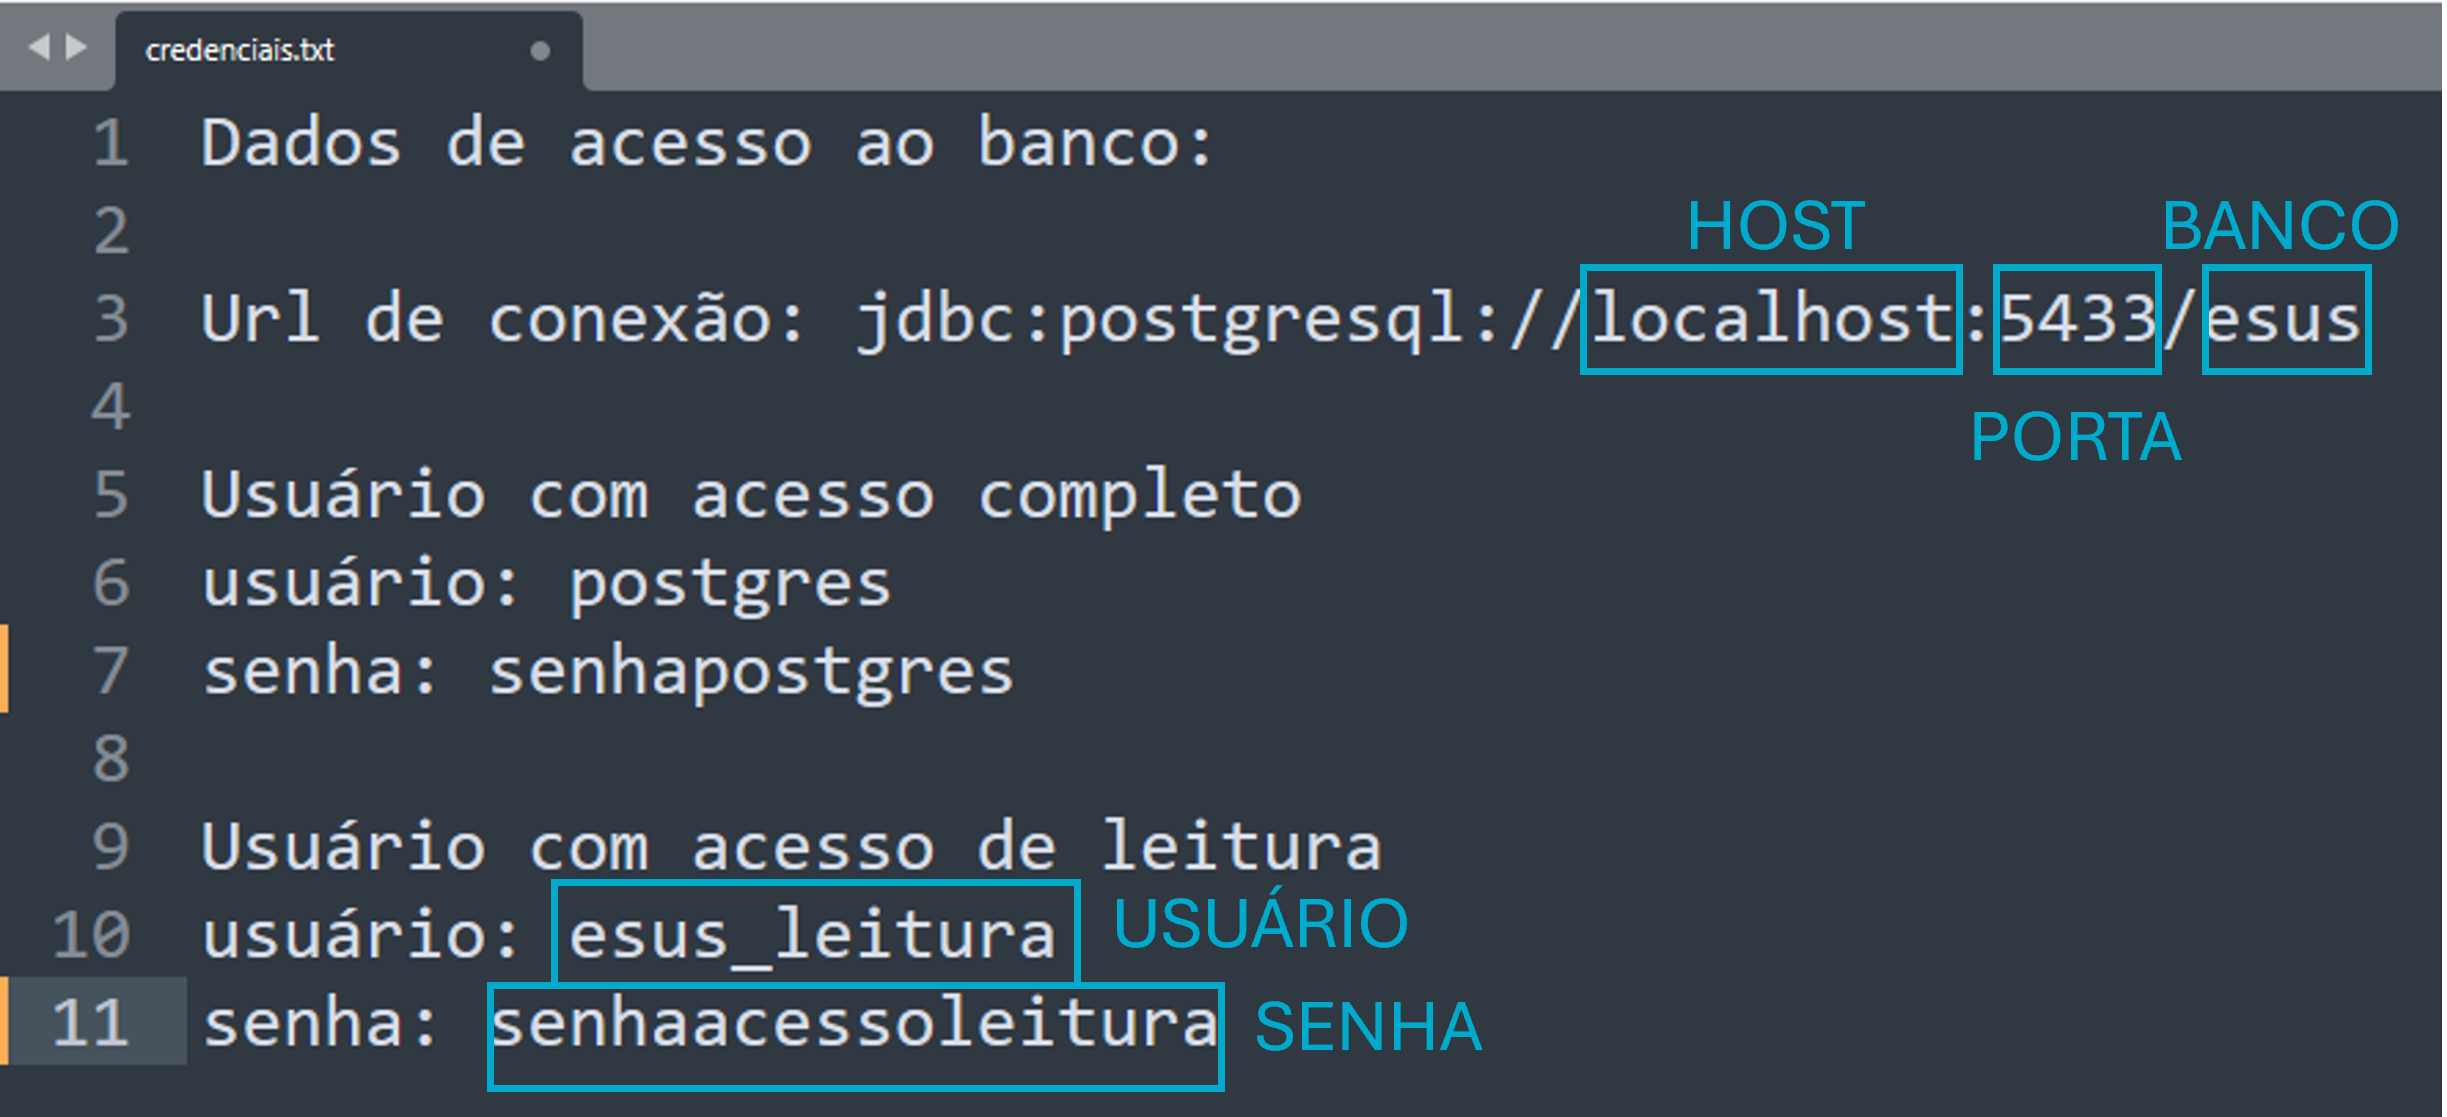 credenciais.txt
1 Dados de acesso ao banco:
2
HOST BANCO
3 Url de conexão: jdbc:postgresql://localhost:5433/esus
4
PORTA
5 Usuário com acesso completo
6 usuário: postgres
7 senha: senhapostgres
8
9 Usuário com acesso de leitura
10 usuário: esus_leitura USUÁRIO
11 senha: senhaacessoleitura SENHA